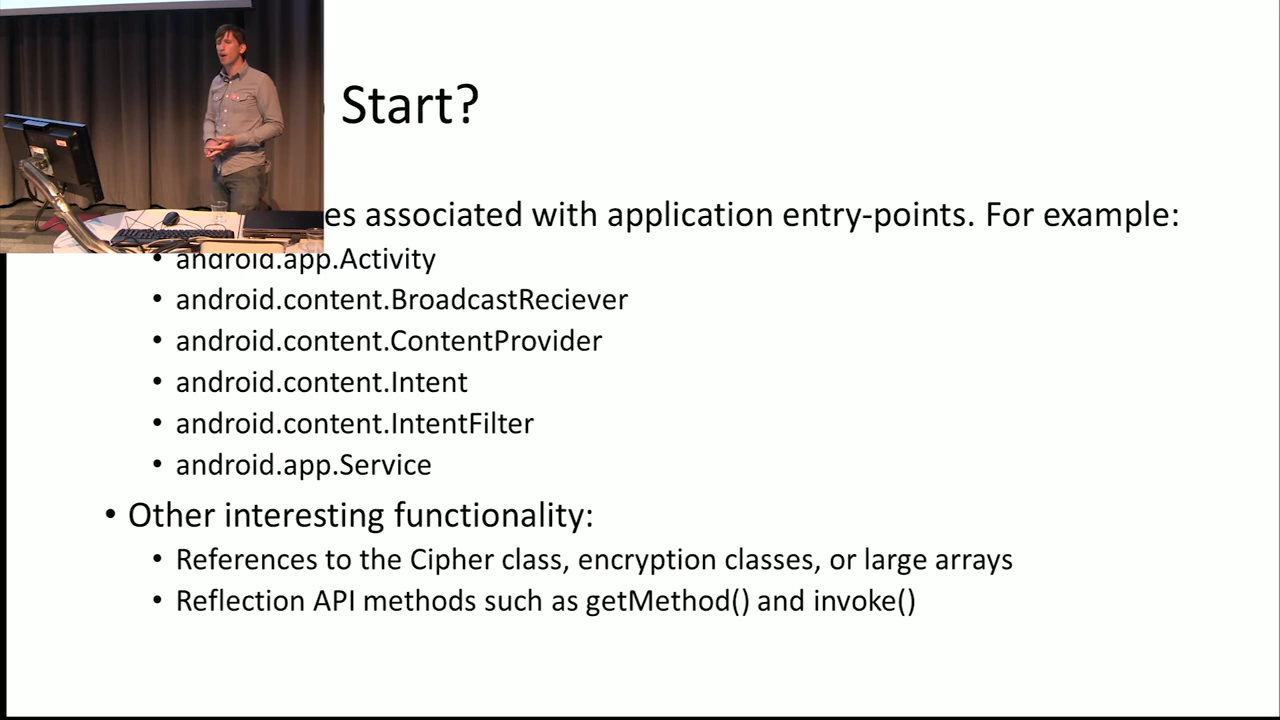 Start?
es associated with application entry-points. For example:
• android.app.Activity
• android.content.BroadcastReciever
• android.content.ContentProvider
• android.content.Intent
• android.content.IntentFilter
• android.app.Service
• Other interesting functionality:
• References to the Cipher class, encryption classes, or large arrays
• Reflection API methods such as getMethod() and invoke()